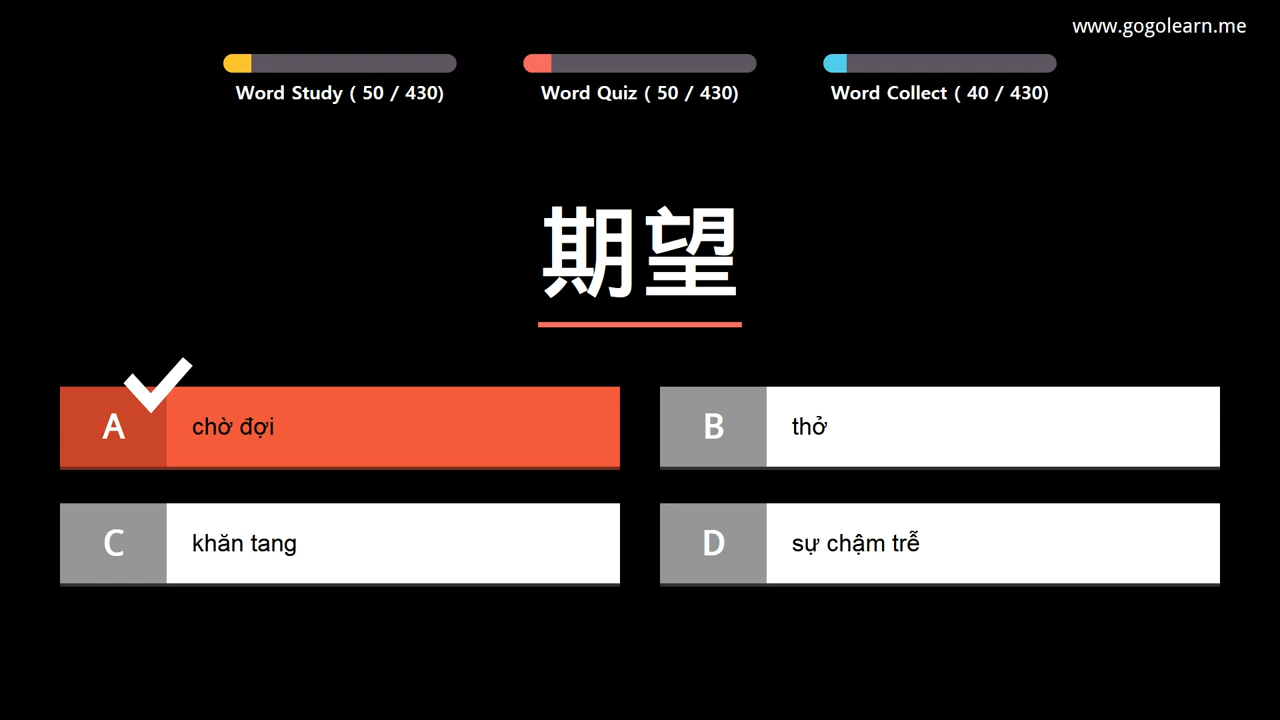 www.gogolearn.me
Word Study ( 50 / 430)
Word Quiz ( 50 / 430)
Word Collect ( 40 / 430)
期望
A chờ đợi
B thở
C khăn tang
D sự chậm trễ